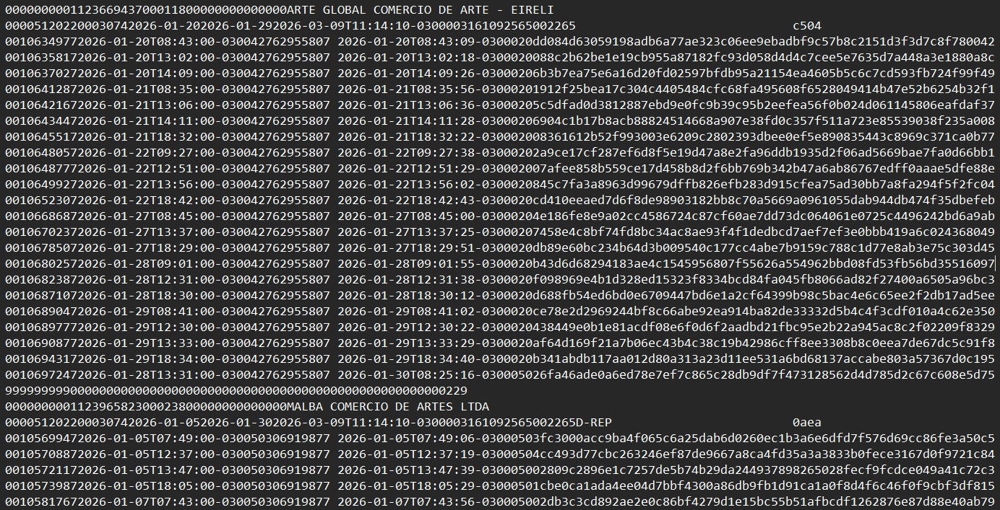 0000000001123669437000118000000000000000ARTE GLOBAL COMERCIO DE ARTE - EIRELI
0000512022000307​42026-01-202026-01-292026-03-09T11:14:10-0300003161092565002265                              c504
00106349772026-01-20T08:43:00-030042762955807 2026-01-20T08:43:09-0300020dd084d63059198adb6a77ae323c06ee9ebadbf9c57b8c2151d3f3d7c8f780042
00106358172026-01-20T13:02:00-030042762955807 2026-01-20T13:02:18-0300020088c2b62be1e19cb955a87182fc93d058d4d4c7cee5e7635d7a448a3e1880a8c
00106370272026-01-20T14:09:00-030042762955807 2026-01-20T14:09:26-03000206b3b7ea75e6a16d20fd02597bfdb95a21154ea4605b5c6c7cd593fb724f99f49
00106412872026-01-21T08:35:00-030042762955807 2026-01-21T08:35:56-03000201912f25bea17c304c4405484cfc68fa495608f6528049414b47e52b6254b32f1
00106421672026-01-21T13:06:00-030042762955807 2026-01-21T13:06:36-03000205c5dfad0d3812887ebd9e0fc9b39c95b2eefea56f0b024d061145806eafdaf37
00106434472026-01-21T14:11:00-030042762955807 2026-01-21T14:11:28-03000206904c1b17b8acb88824514668a907e38fd0c357f511a723e85539038f235a008
00106455172026-01-21T18:32:00-030042762955807 2026-01-21T18:32:22-030002008361612b52f993003e6209c2802393dbee0ef5e890835443c8969c371ca0b77
00106480572026-01-22T09:27:00-030042762955807 2026-01-22T09:27:38-03000202a9ce17cf287ef6d8f5e19d47a8e2fa96ddb1935d2f06ad5669bae7fa0d66bb1
00106487772026-01-22T12:51:00-030042762955807 2026-01-22T12:51:29-030002007afee858b559ce17d458b8d2f6bb769b342b47a6ab86767edff0aaae5dfe88e
00106499272026-01-22T13:56:00-030042762955807 2026-01-22T13:56:02-0300020845c7fa3a8963d99679dffb826efb283d915cfea75ad30bb7a8fa294f5f2fc04
00106523072026-01-22T18:42:00-030042762955807 2026-01-22T18:42:43-0300020cd410eeaed7d6f8de98903182bb8c70a5669a0961055dab944db474f35dbefeb
00106686872026-01-27T08:45:00-030042762955807 2026-01-27T08:45:00-03000204e186fe8e9a02cc4586724c87cf60ae7dd73dc064061e0725c4496242bd6a9ab
00106702372026-01-27T13:37:00-030042762955807 2026-01-27T13:37:25-03000207458e4c8bf74fd8bc34ac8ae93f4f1dedbcd7aef7ef3e0bbb419a6c024368049
00106785072026-01-27T18:29:00-030042762955807 2026-01-27T18:29:51-0300020db89e60bc234b64d3b009540c177cc4abe7b9159c788c1d77e8ab3e75c303d45
00106802572026-01-28T09:01:00-030042762955807 2026-01-28T09:01:55-0300020b43d6d68294183ae4c1545956807f55626a554962bbd08fd53fb56bd35516097
00106823872026-01-28T12:31:00-030042762955807 2026-01-28T12:31:38-0300020f098969e4b1d328ed15323f8334bcd84fa045fb8066ad82f27400a6505a96bc3
00106871072026-01-28T18:30:00-030042762955807 2026-01-28T18:30:12-0300020d688fb54ed6bd0e6709447bd6e1a2cf64399b98c5bac4e6c65ee2f2db17ad5ee
00106890472026-01-29T08:41:00-030042762955807 2026-01-29T08:41:02-0300020ce78e2d2969244bf8c66abe92ea914ba82de33332d5b4c4f3cdf010a4c62e350
00106897772026-01-29T12:30:00-030042762955807 2026-01-29T12:30:22-0300020438449e0b1e81acdf08e6f0d6f2aadbd21fbc95e2b22a945ac8c2f02209f8329
00106908772026-01-29T13:33:00-030042762955807 2026-01-29T13:33:29-0300020af64d169f21a7b06ec43b4c38c19b42986cff8ee3308b8c0eea7de67dc5c91f8
00106943172026-01-29T18:34:00-030042762955807 2026-01-29T18:34:40-0300020b341abdb117aa012d80a313a23d11ee531a6bd68137accabe803a57367d0c195
00106972472026-01-28T13:31:00-030042762955807 2026-01-30T08:25:16-030005026fa46ade0a6ed78e7ef7c865c28db9df7f473128562d4d785d2c67c608e5d75
9999999990000000000000000000000000000000000000000000000000000229
0000000001123965823000238000000000000000MALBA COMERCIO DE ARTES LTDA
00005120220003074​2026-01-052026-01-302026-03-09T11:14:10-0300003161092565002265D-REP                         0aea
00105699472026-01-05T07:49:00-030050306919877 2026-01-05T07:49:06-03000503fc3000acc9ba4f065c6a25dab6d0260ec1b3a6e6dfd7f576d69cc86fe3a50c5
00105708872026-01-05T12:37:00-030050306919877 2026-01-05T12:37:19-03000504cc493d77cbc263246ef87de9667a8ca4fd35a3a3833b0fece3167d0f9721c84
00105721172026-01-05T13:47:00-030050306919877 2026-01-05T13:47:39-030005002809c2896e1c7257de5b74b29da244937898265028fecf9fcdce049a41c72c3
00105739872026-01-05T18:05:00-030050306919877 2026-01-05T18:05:29-03000501cbe0ca1ada4ee04d7bbf4300a86db9fb1d91ca1a0f8d4f6c46f0f9cbf3df815
00105817672026-01-07T07:43:00-030050306919877 2026-01-07T07:43:56-030005002db3c3cd892ae2e0c86bf4279d1e15bc55b51afbcdf1262876e87d88e40ab79